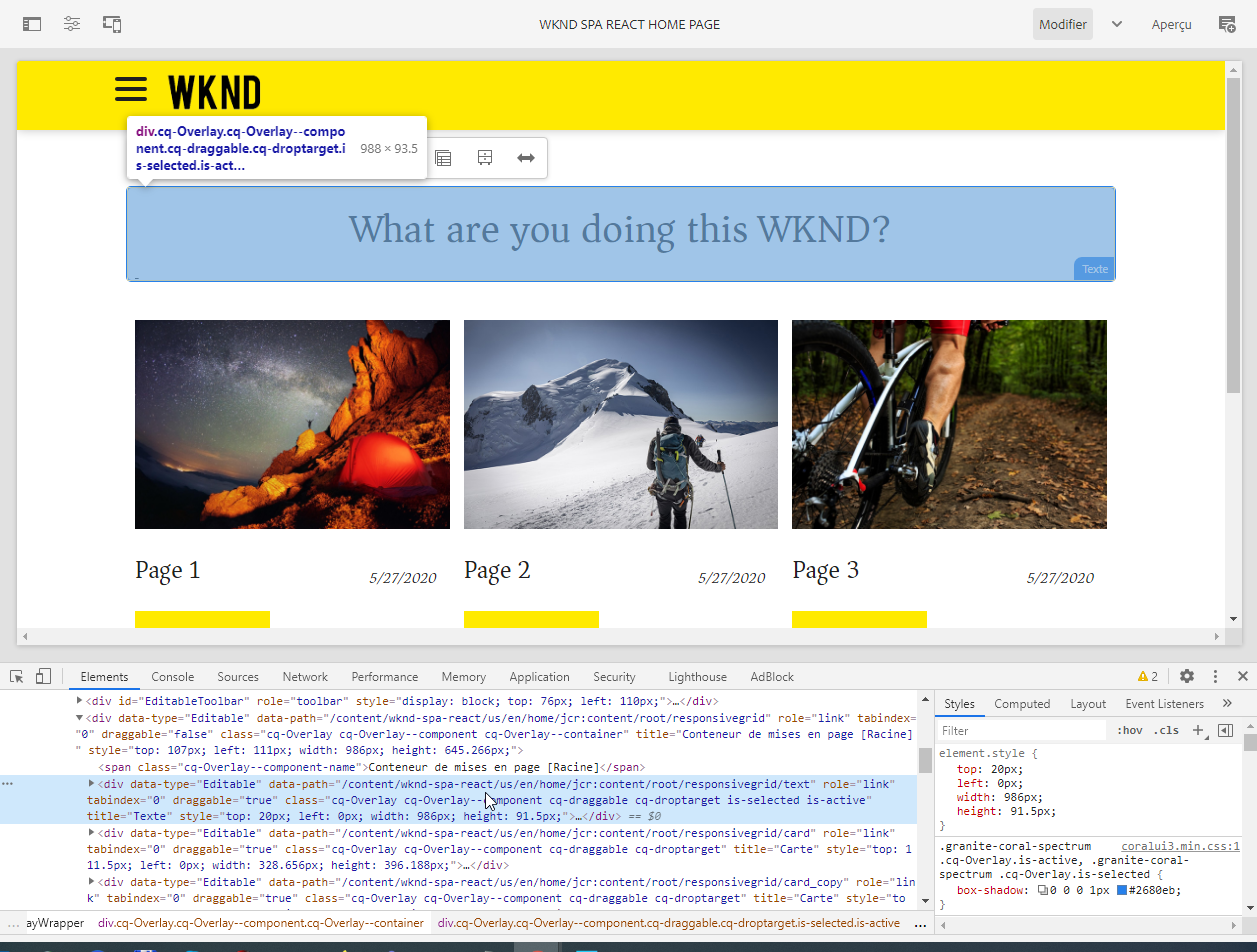 WKND SPA REACT HOME PAGE
Modifier
Aperçu
WKND
div.cq-Overlay.cq-Overlay--compo
nent.cq-draggable.cq-droptarget.i
s-selected.is-act...
988 × 93.5
What are you doing this WKND?
Texte
Page 1
5/27/2020
Page 2
5/27/2020
Page 3
5/27/2020
Elements Console Sources Network Performance Memory Application Security Lighthouse AdBlock
2
<div id="EditableToolbar" role="toolbar" style="display: block; top: 76px; left: 110px;">…</div>
<div data-type="Editable" data-path="/content/wknd-spa-react/us/en/home/jcr:content/root/responsivegrid" role="link" tabindex=
"0" draggable="false" class="cq-Overlay cq-Overlay--component cq-Overlay--container" title="Conteneur de mises en page [Racine]
" style="top: 107px; left: 111px; width: 986px; height: 645.266px;">
<span class="cq-Overlay--component-name">Conteneur de mises en page [Racine]</span>
<div data-type="Editable" data-path="/content/wknd-spa-react/us/en/home/jcr:content/root/responsivegrid/text" role="link"
tabindex="0" draggable="true" class="cq-Overlay cq-Overlay--component cq-draggable cq-droptarget is-selected is-active"
title="Texte" style="top: 20px; left: 0px; width: 986px; height: 91.5px;">…</div> == $0
<div data-type="Editable" data-path="/content/wknd-spa-react/us/en/home/jcr:content/root/responsivegrid/card" role="link"
tabindex="0" draggable="true" class="cq-Overlay cq-Overlay--component cq-draggable cq-droptarget" title="Carte" style="top: 1
11.5px; left: 0px; width: 328.656px; height: 396.188px;">…</div>
<div data-type="Editable" data-path="/content/wknd-spa-react/us/en/home/jcr:content/root/responsivegrid/card_copy" role="lin
k" tabindex="0" draggable="true" class="cq-Overlay cq-Overlay--component cq-draggable cq-droptarget" title="Carte" style="to
... ayWrapper div.cq-Overlay.cq-Overlay--component.cq-Overlay--container div.cq-Overlay.cq-Overlay--component.cq-draggable.cq-droptarget.is-selected.is-active ...
Styles Computed Layout Event Listeners »
Filter
:hov .cls +
element.style {
top: 20px;
left: 0px;
width: 986px;
height: 91.5px;
}
.granite-coral-spectrum coralui3.min.css:1
.cq-Overlay.is-active, .granite-coral-
spectrum .cq-Overlay.is-selected {
box-shadow: 0 0 0 1px #2680eb;
}